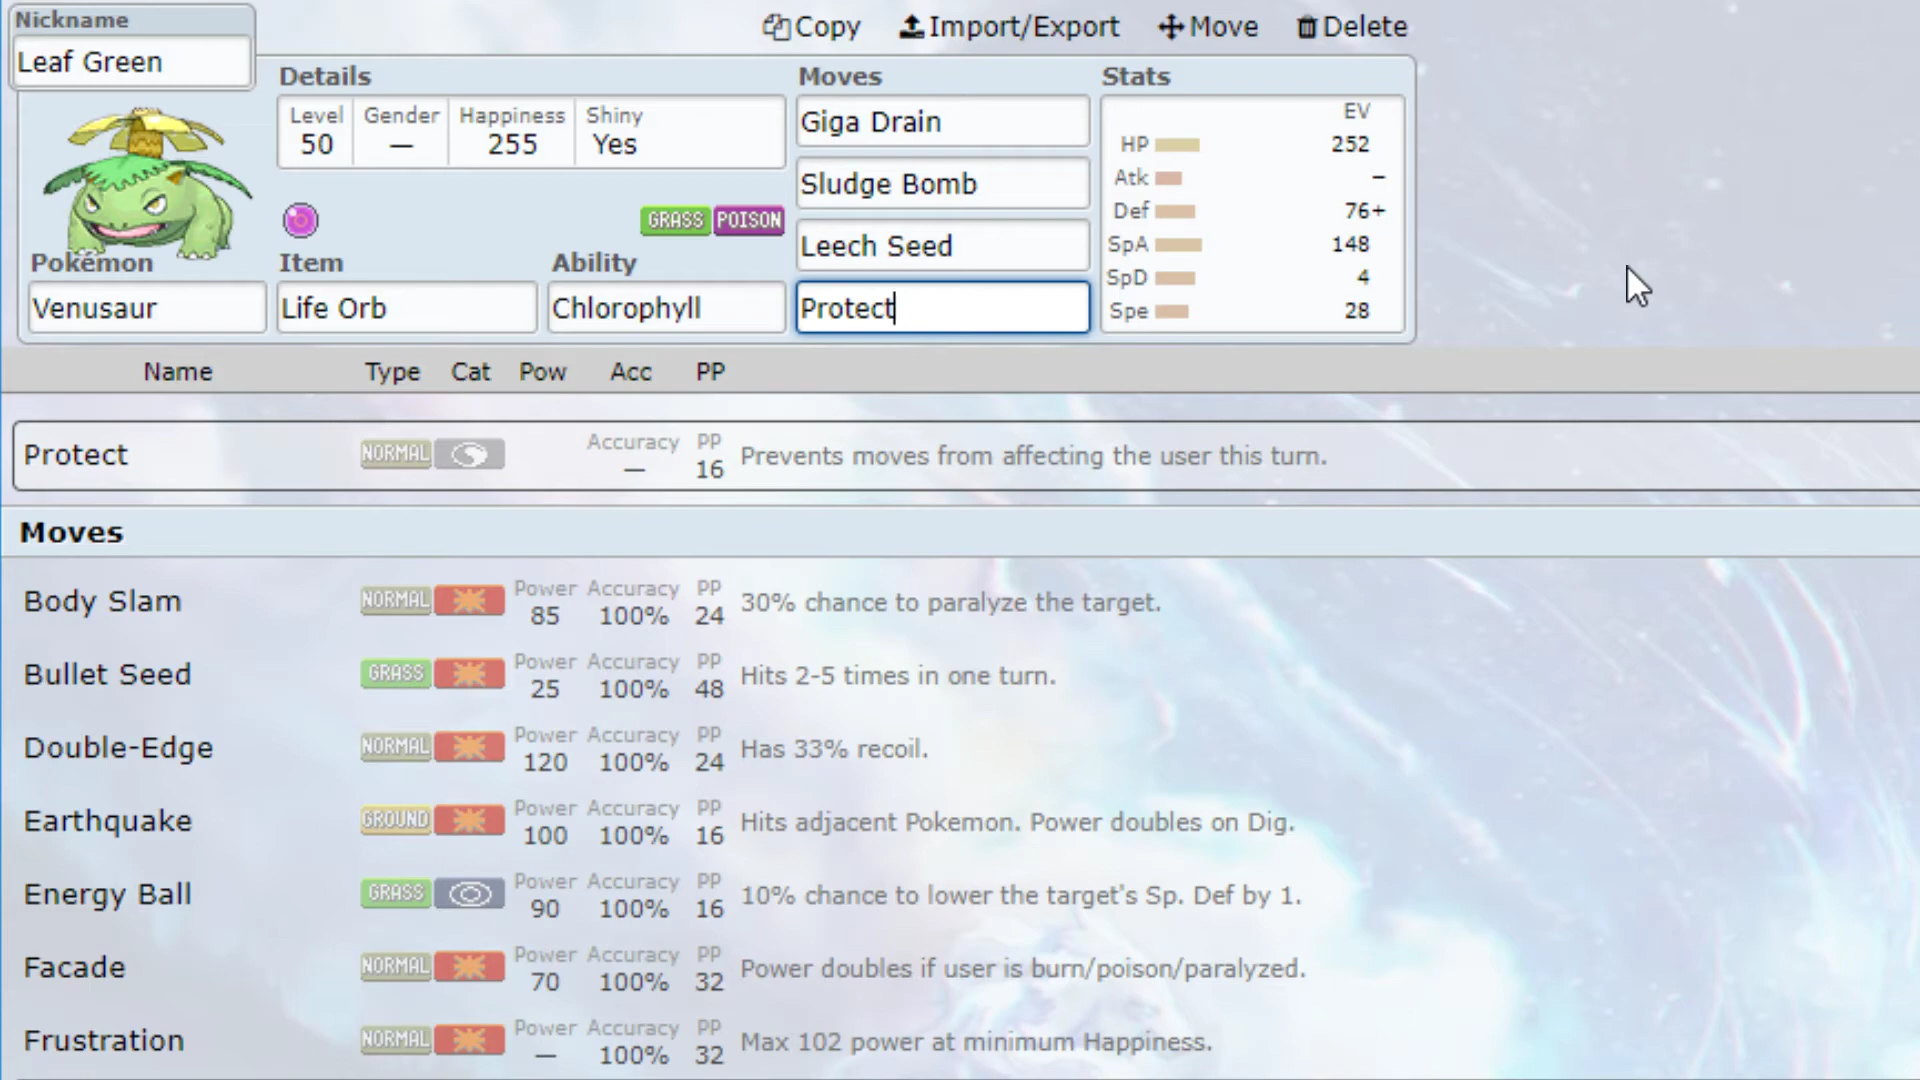 Nickname
Leaf Green
Copy Import/Export Move Delete
Details Moves Stats
Level Gender Happiness Shiny
50 — 255 Yes
Giga Drain
Sludge Bomb
Leech Seed
Protect
EV
HP 252
Atk –
Def 76+
SpA 148
SpD 4
Spe 28
GRASS POISON
Pokémon Item Ability
Venusaur Life Orb Chlorophyll
Name Type Cat Pow Acc PP
Protect NORMAL Accuracy — PP 16 Prevents moves from affecting the user this turn.
Moves
Body Slam NORMAL Power 85 Accuracy 100% PP 24 30% chance to paralyze the target.
Bullet Seed GRASS Power 25 Accuracy 100% PP 48 Hits 2-5 times in one turn.
Double-Edge NORMAL Power 120 Accuracy 100% PP 24 Has 33% recoil.
Earthquake GROUND Power 100 Accuracy 100% PP 16 Hits adjacent Pokemon. Power doubles on Dig.
Energy Ball GRASS Power 90 Accuracy 100% PP 16 10% chance to lower the target's Sp. Def by 1.
Facade NORMAL Power 70 Accuracy 100% PP 32 Power doubles if user is burn/poison/paralyzed.
Frustration NORMAL Power — Accuracy 100% PP 32 Max 102 power at minimum Happiness.